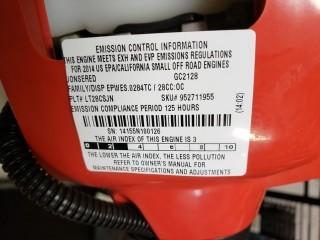 EMISSION CONTROL INFORMATION
THIS ENGINE MEETS EXH AND EVP EMISSIONS REGULATIONS
FOR 2014 US EPA/CALIFORNIA SMALL OFF ROAD ENGINES
JONSERED GC2128
FAMILY/DISP EPWES.0284TC / 28CC:0C
PLT# LT28CSJN SKU# 952711955
EMISSION COMPLIANCE PERIOD 125 HOURS
(14.02)
SN: 14155N100126
THE AIR INDEX OF THIS ENGINE IS 3
0 2 4 6 8 10
THE LOWER THE AIR INDEX, THE LESS POLLUTION
REFER TO OWNER'S MANUAL FOR
MAINTENANCE SPECIFICATIONS AND ADJUSTMENTS